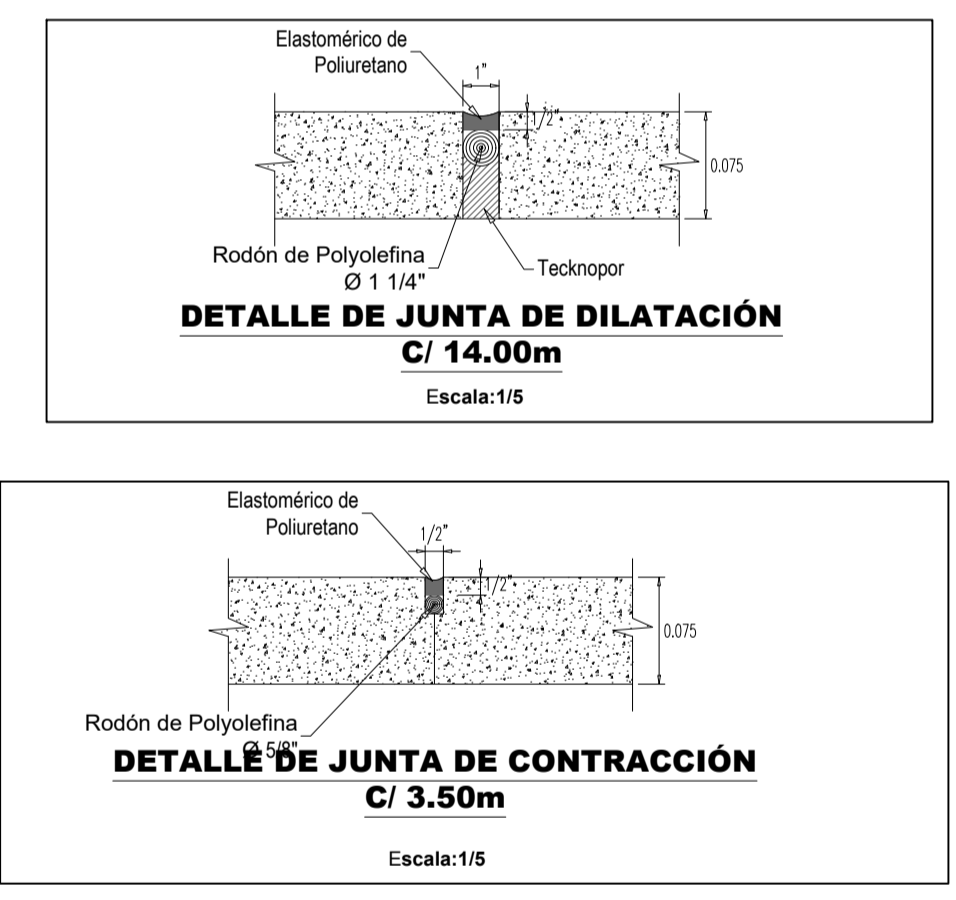 Elastomérico de
Poliuretano
1"
1/2"
0.075
Rodón de Polyolefina
Ø 1 1/4"
Tecknopor
DETALLE DE JUNTA DE DILATACIÓN
C/ 14.00m
Escala:1/5
Elastomérico de
Poliuretano
1/2"
1/2"
0.075
Rodón de Polyolefina
Ø 5/8"
DETALLE DE JUNTA DE CONTRACCIÓN
C/ 3.50m
Escala:1/5